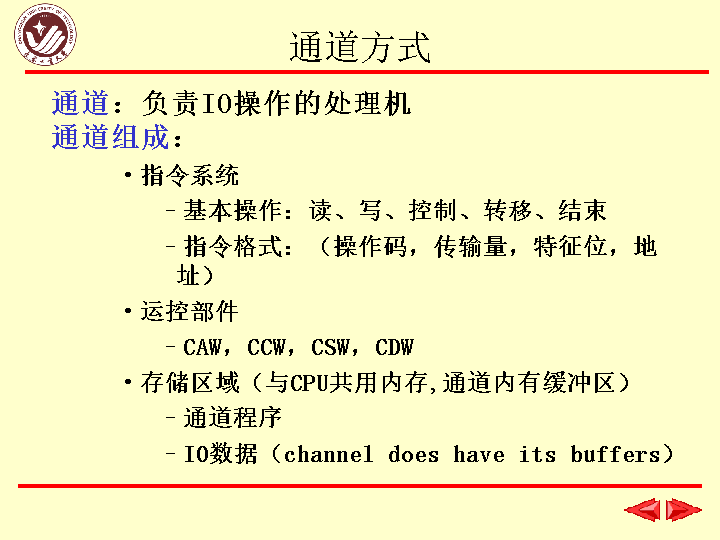 通道方式
通道：负责IO操作的处理机
通道组成：
•指令系统
–基本操作：读、写、控制、转移、结束
–指令格式：（操作码，传输量，特征位，地
址）
•运控部件
–CAW，CCW，CSW，CDW
•存储区域（与CPU共用内存,通道内有缓冲区）
–通道程序
–IO数据（channel does have its buffers）